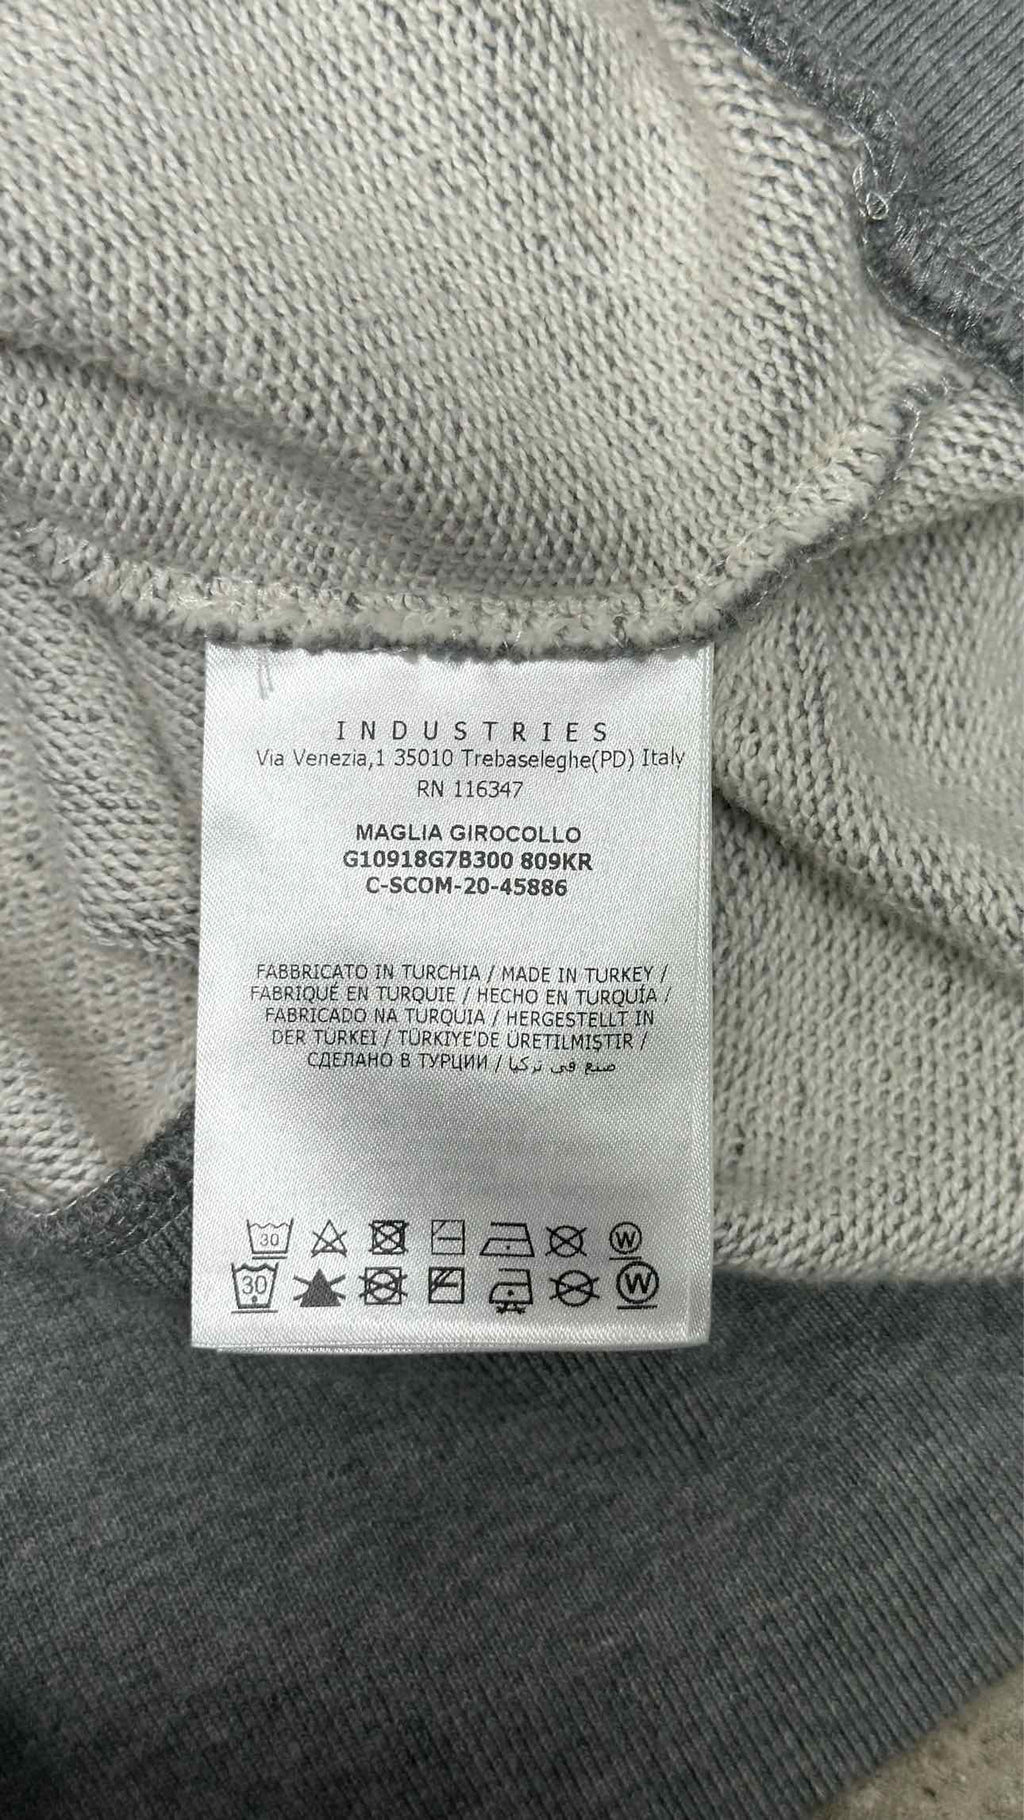 INDUSTRIES
Via Venezia,1 35010 Trebaseleghe(PD) Italy
RN 116347
MAGLIA GIROCOLLO
G10918G7B300 809KR
C-SCOM-20-45886
FABBRICATO IN TURCHIA / MADE IN TURKEY /
FABRIQUÉ EN TURQUIE / HECHO EN TURQUÍA /
FABRICADO NA TURQUIA / HERGESTELLT IN
DER TÜRKEI / TÜRKIYE'DE ÜRETILMIŞTIR /
СДЕЛАНО В ТУРЦИИ / صنع في تركيا
30 W
30 W